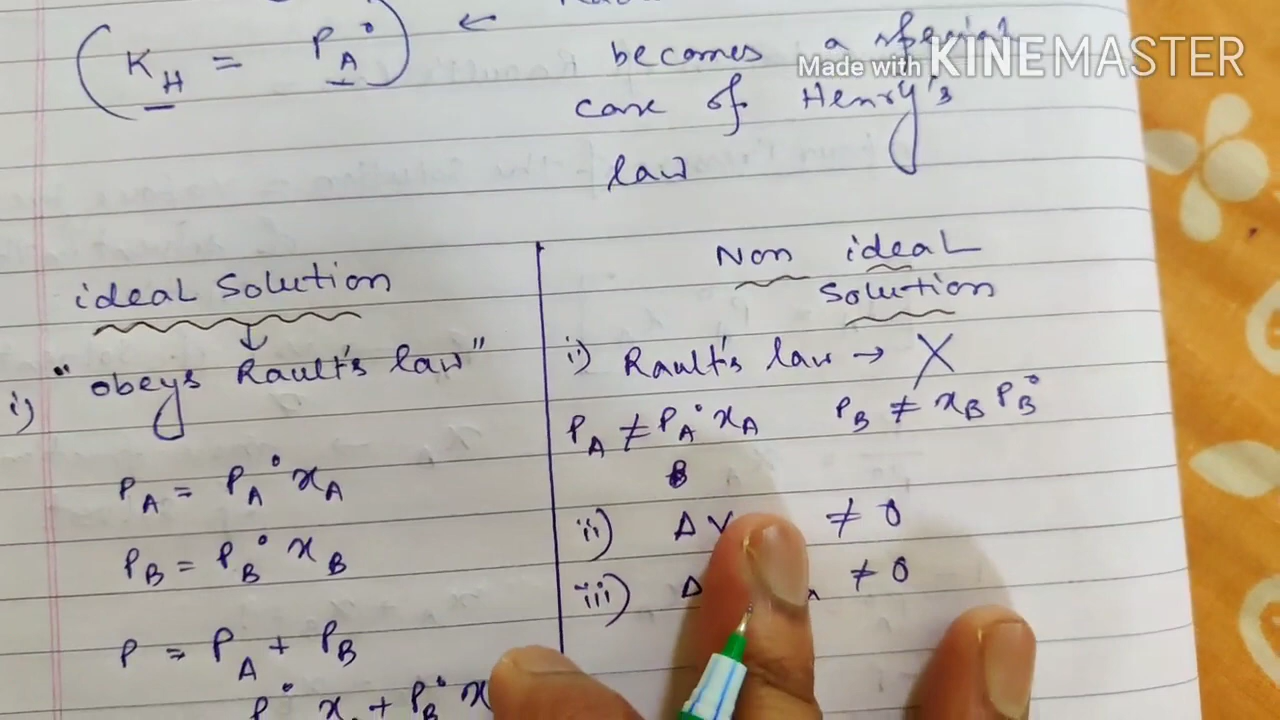 (K_H = P_A°) ←
becomes a special
Made with KINEMASTER
case of Henry's
law
ideal Solution
i) "obeys Rault's law"
P_A = P_A° x_A
P_B = P_B° x_B
P = P_A + P_B
P° x + P_B° x
Non ideal
Solution
i) Rault's law → X
P_A ≠ P_A° x_A P_B ≠ x_B P_B°
ii) Δ V ≠ 0
iii) Δ ≠ 0